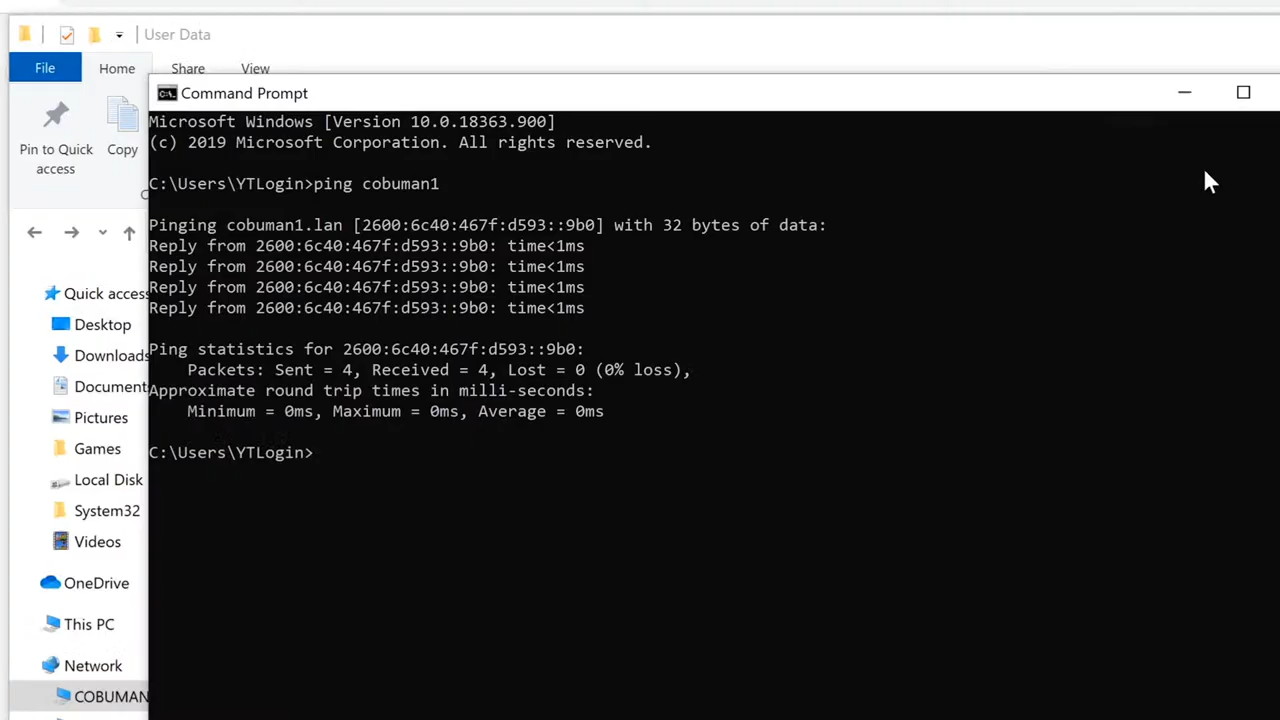 User Data
File Home Share View
Command Prompt
Pin to Quick access
Copy
Quick access
Desktop
Downloads
Document
Pictures
Games
Local Disk
System32
Videos
OneDrive
This PC
Network
COBUMAN
Microsoft Windows [Version 10.0.18363.900]
(c) 2019 Microsoft Corporation. All rights reserved.
C:\Users\YTLogin>ping cobuman1
Pinging cobuman1.lan [2600:6c40:467f:d593::9b0] with 32 bytes of data:
Reply from 2600:6c40:467f:d593::9b0: time<1ms
Reply from 2600:6c40:467f:d593::9b0: time<1ms
Reply from 2600:6c40:467f:d593::9b0: time<1ms
Reply from 2600:6c40:467f:d593::9b0: time<1ms
Ping statistics for 2600:6c40:467f:d593::9b0:
Packets: Sent = 4, Received = 4, Lost = 0 (0% loss),
Approximate round trip times in milli-seconds:
Minimum = 0ms, Maximum = 0ms, Average = 0ms
C:\Users\YTLogin>